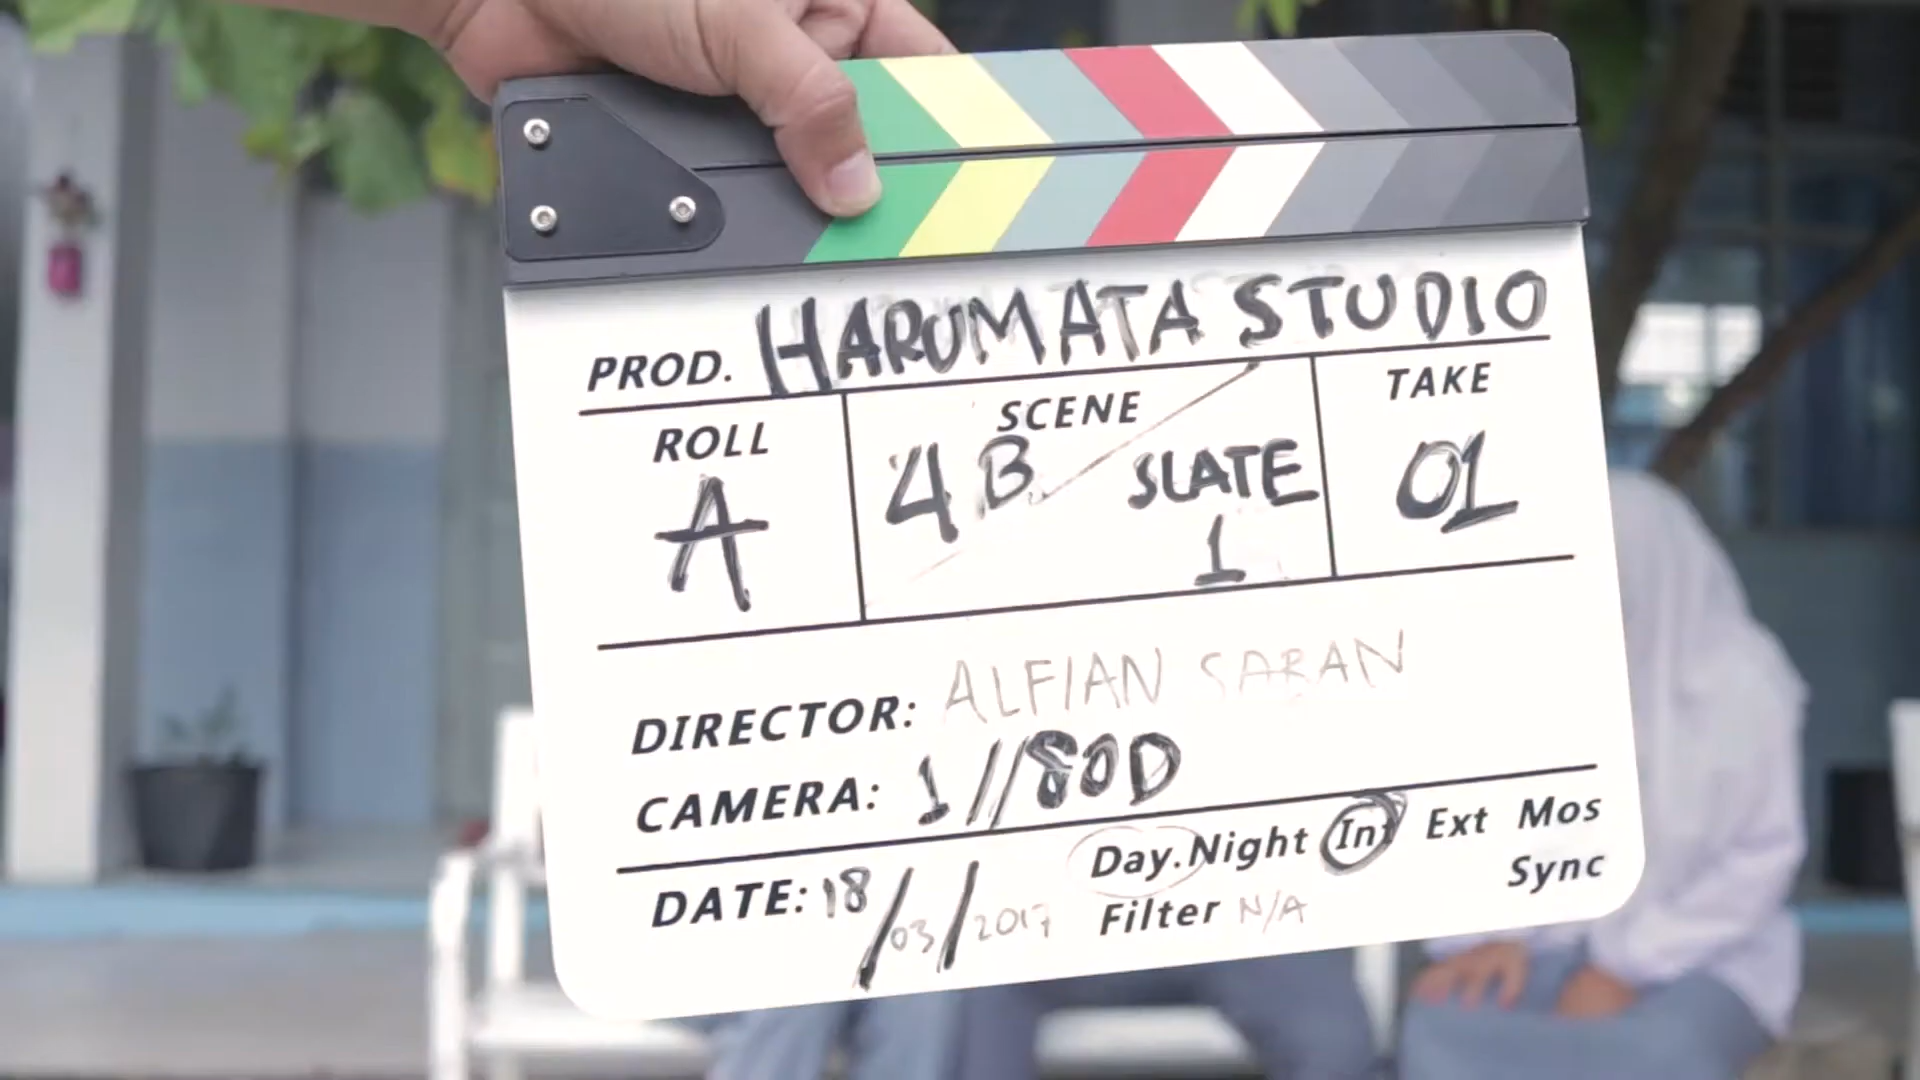 PROD. HARUMATA STUDIO
ROLL SCENE TAKE
A 4B SLATE 1 01
DIRECTOR: ALFIAN SABAN
CAMERA: 1//80D
DATE: 18/03/2017
Day.Night Int Ext Mos
Filter N/A Sync